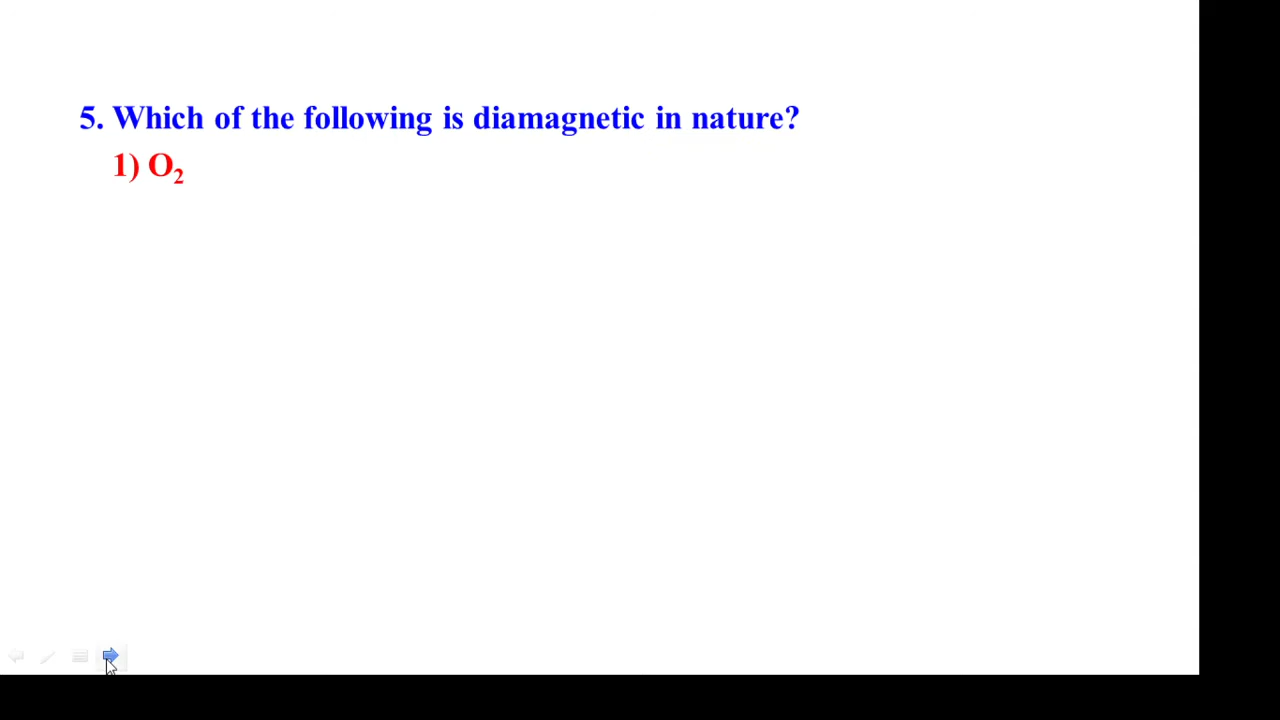 5. Which of the following is diamagnetic in nature?
1) O₂